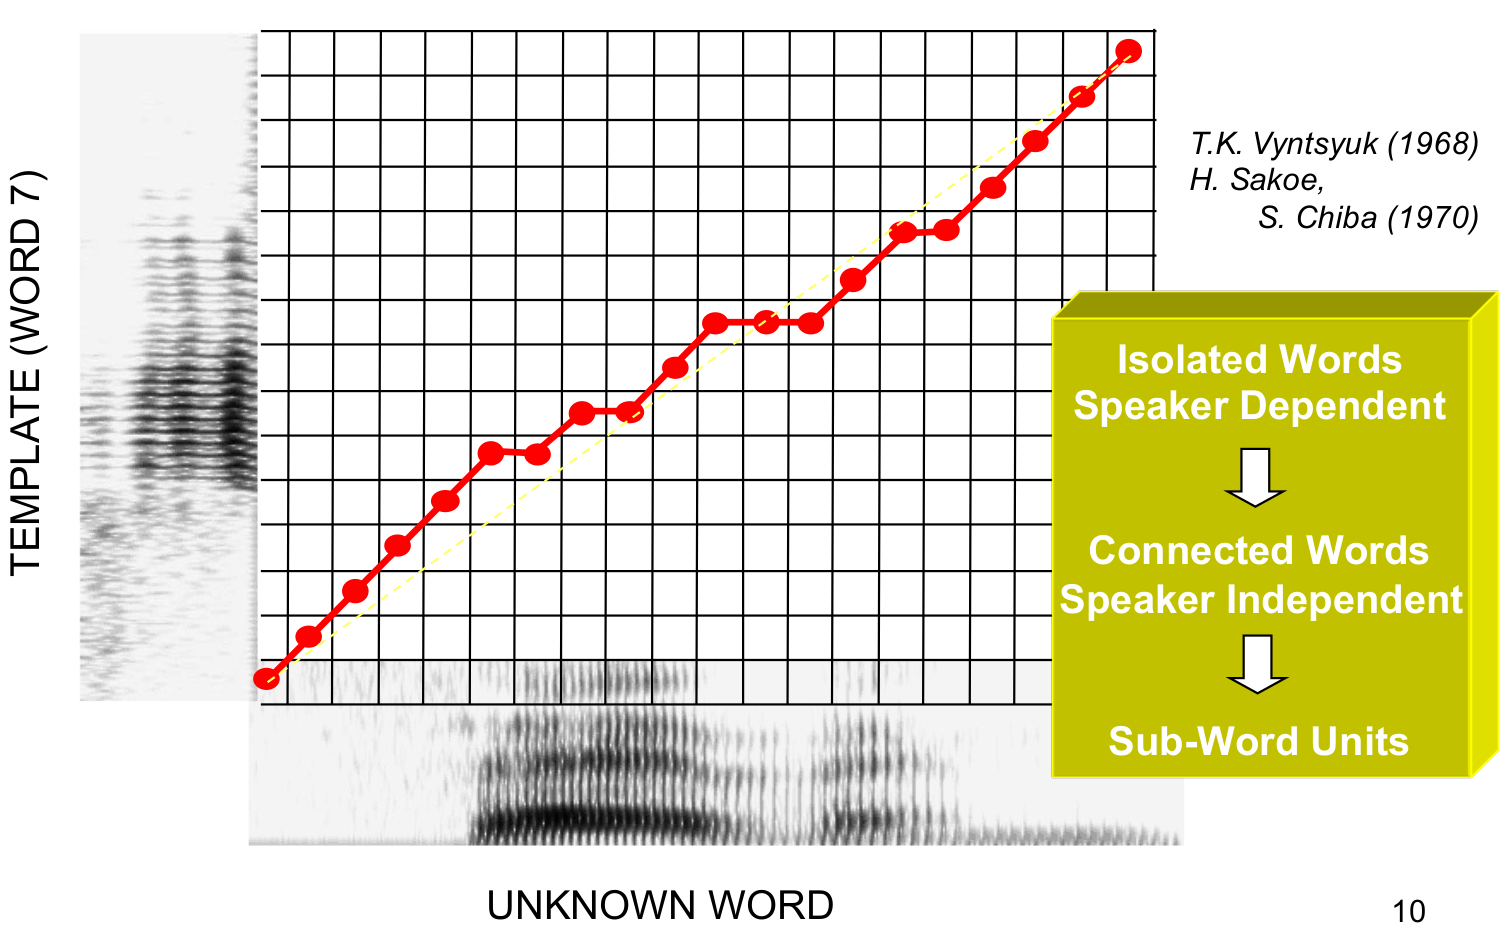 TEMPLATE (WORD 7)
T.K. Vyntsyuk (1968)
H. Sakoe,
S. Chiba (1970)
Isolated Words
Speaker Dependent
Connected Words
Speaker Independent
Sub-Word Units
UNKNOWN WORD
10